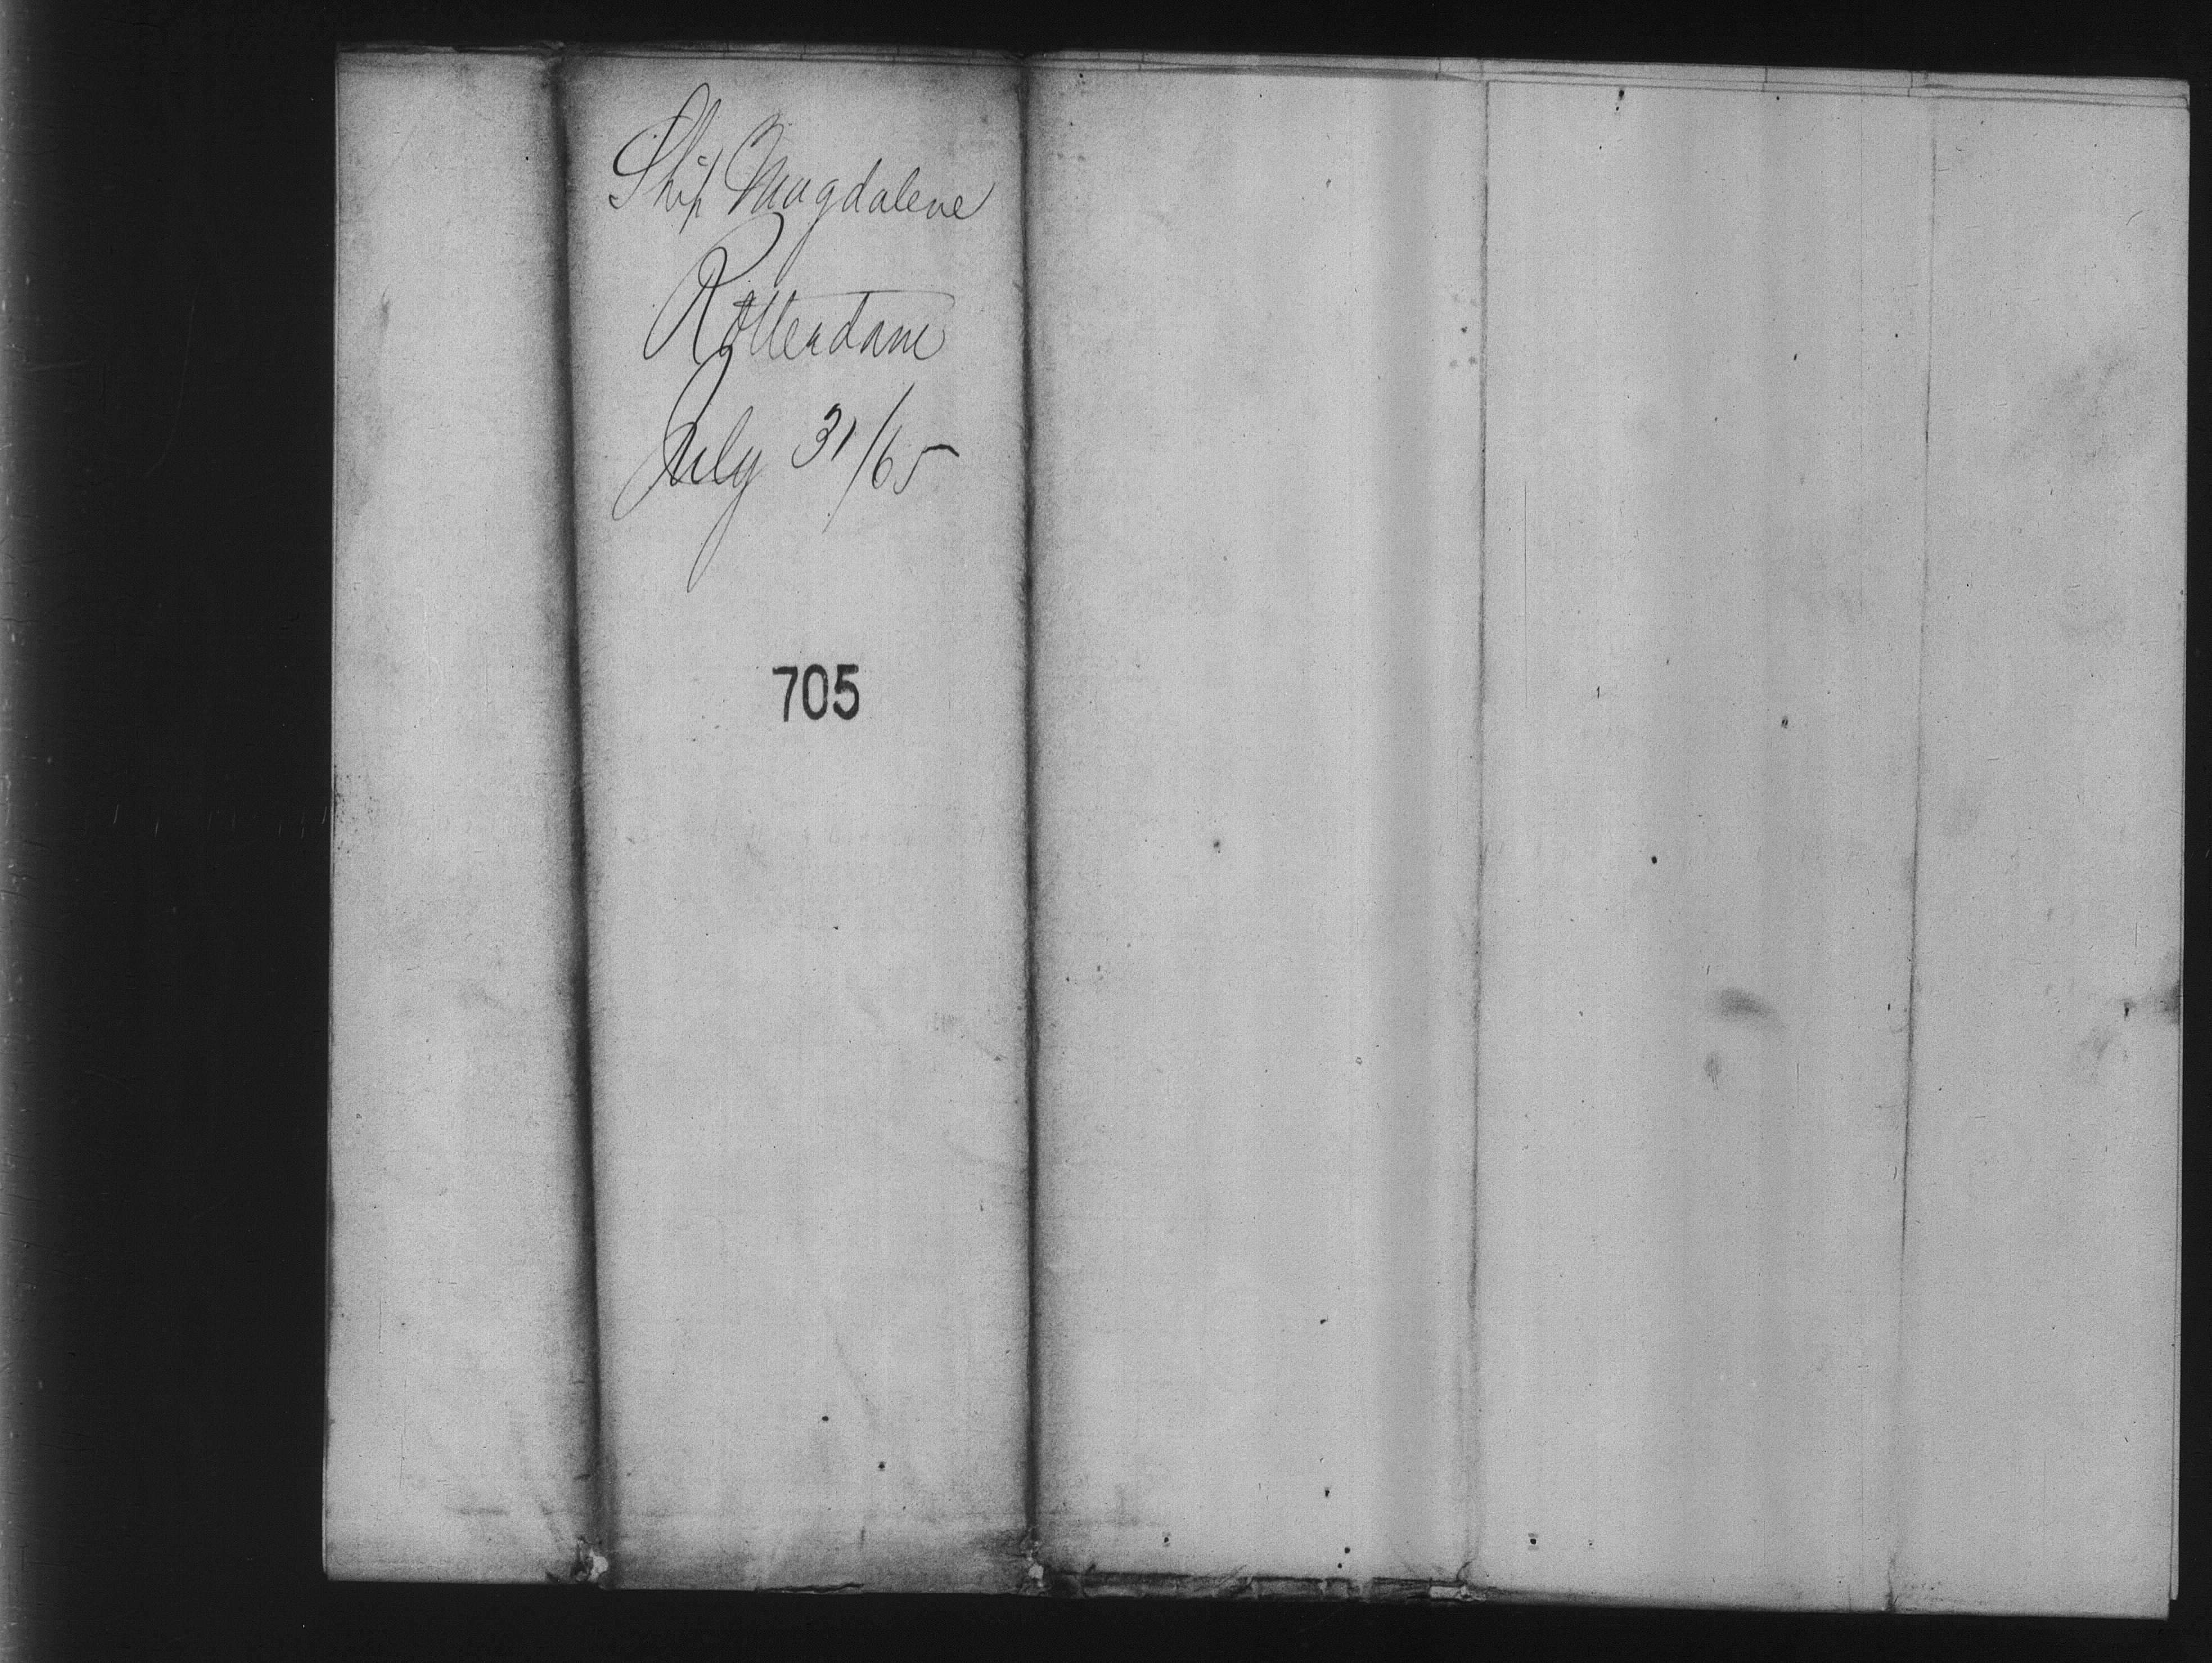 Ship Magdalene
Rotterdam
July 31/65
705